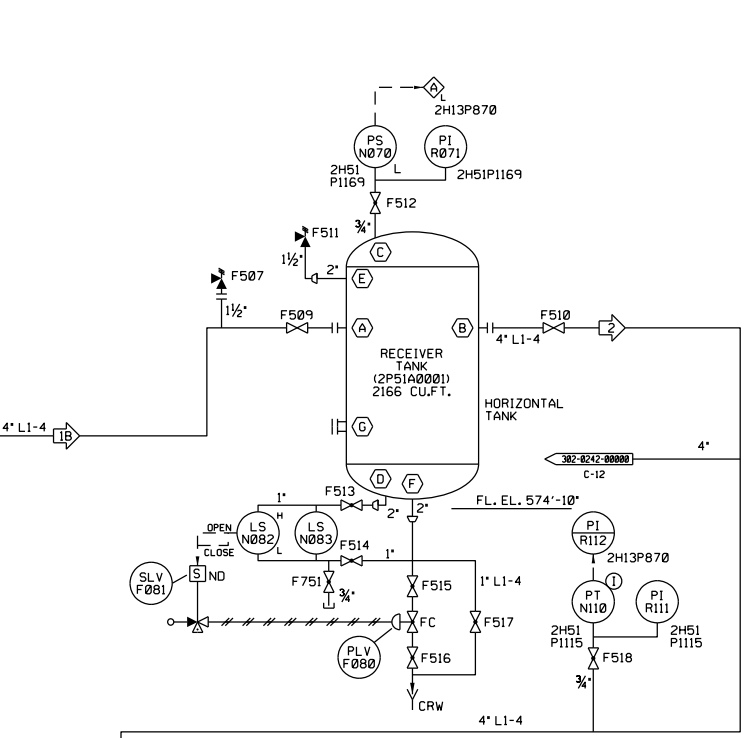 A
L
2H13P870
PS
N070
PI
R071
L
2H51
P1169
2H51P1169
F512
3/4"
F511
1½"
2"
C
E
F507
1½"
F509
A
B
F510
2
4" L1-4
RECEIVER
TANK
(2P51A0001)
2166 CU.FT.
HORIZONTAL
TANK
4" L1-4
1B
G
4"
302-0242-00000
C-12
D
F
FL. EL. 574'-10"
1"
F513
2"
2"
H
LS
N082
L
LS
N083
OPEN
CLOSE
F514
1"
PI
R112
2H13P870
SLV
F081
S
ND
F751
3/4"
F515
1" L1-4
PT
N110
I
PI
R111
FC
F517
2H51
P1115
2H51
P1115
PLV
F080
F516
F518
3/4"
CRW
4" L1-4